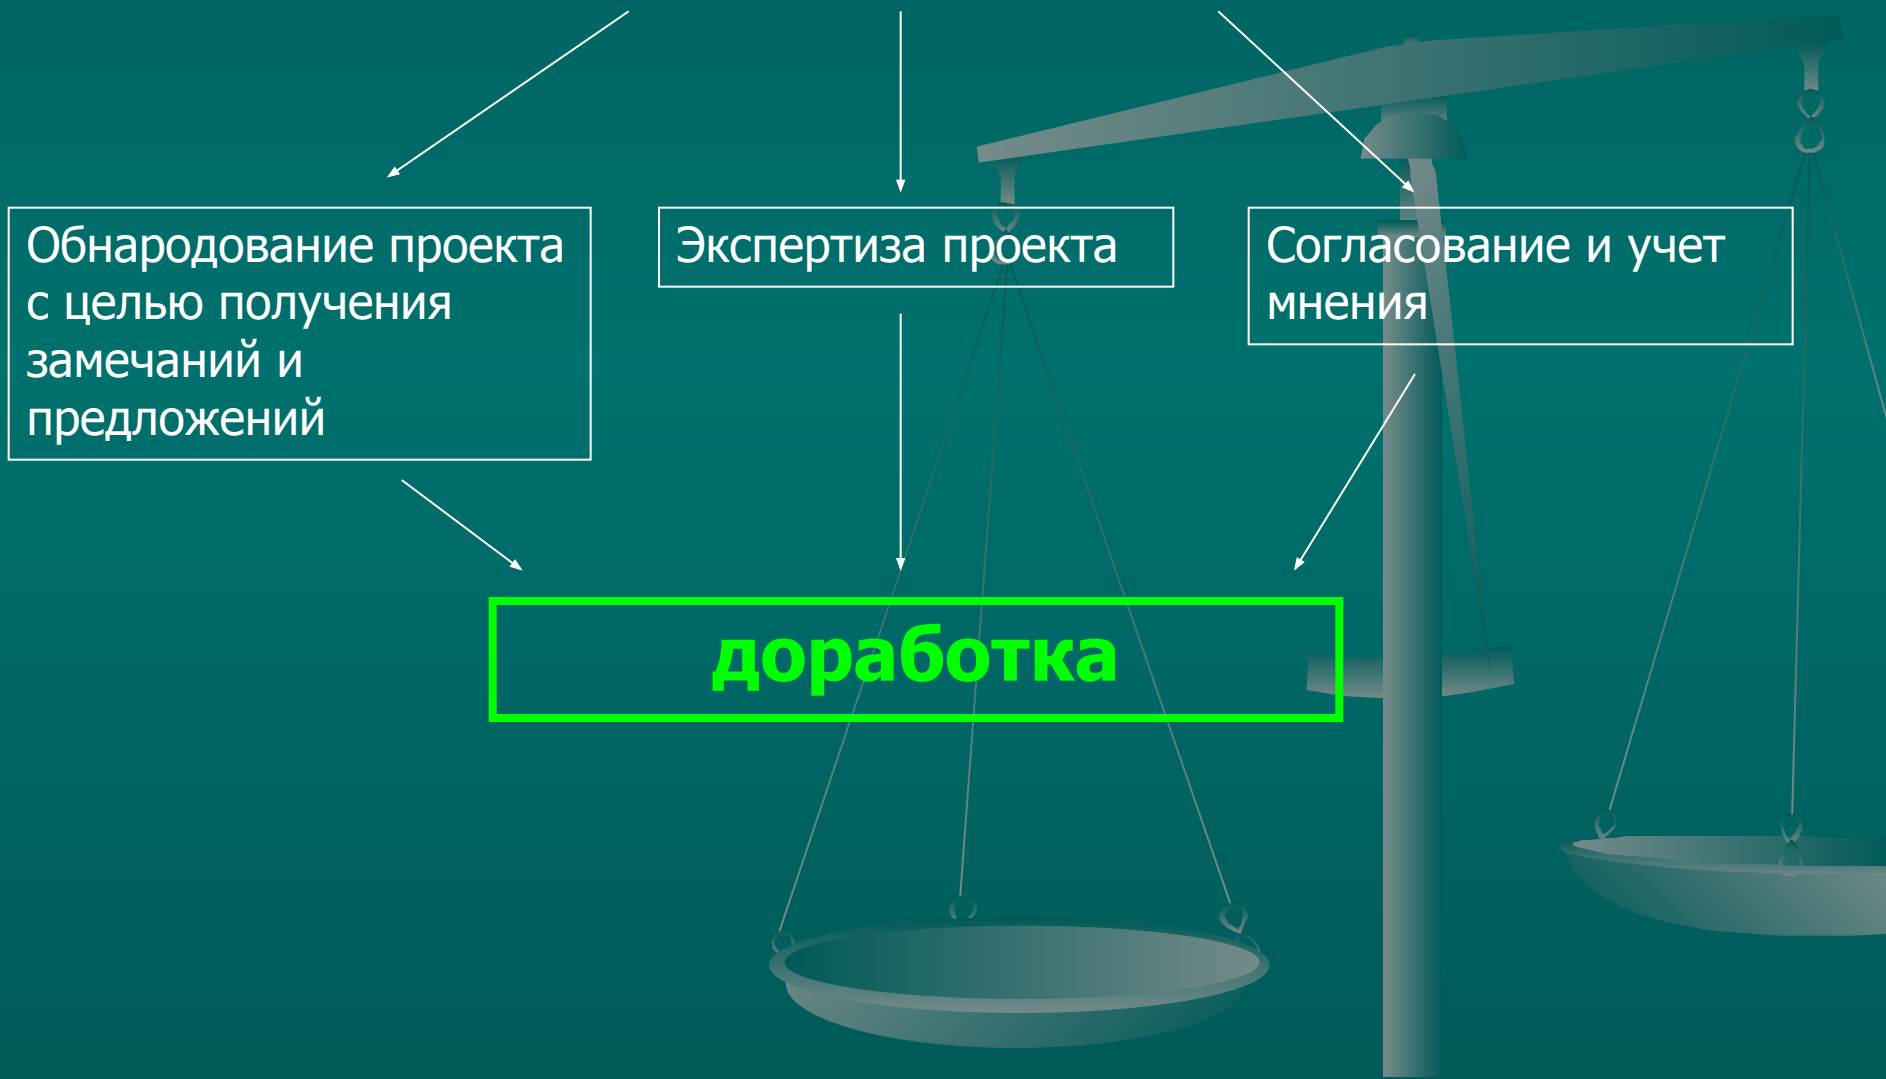 Обнародование проекта
с целью получения
замечаний и
предложений
Экспертиза проекта
Согласование и учет
мнения
доработка